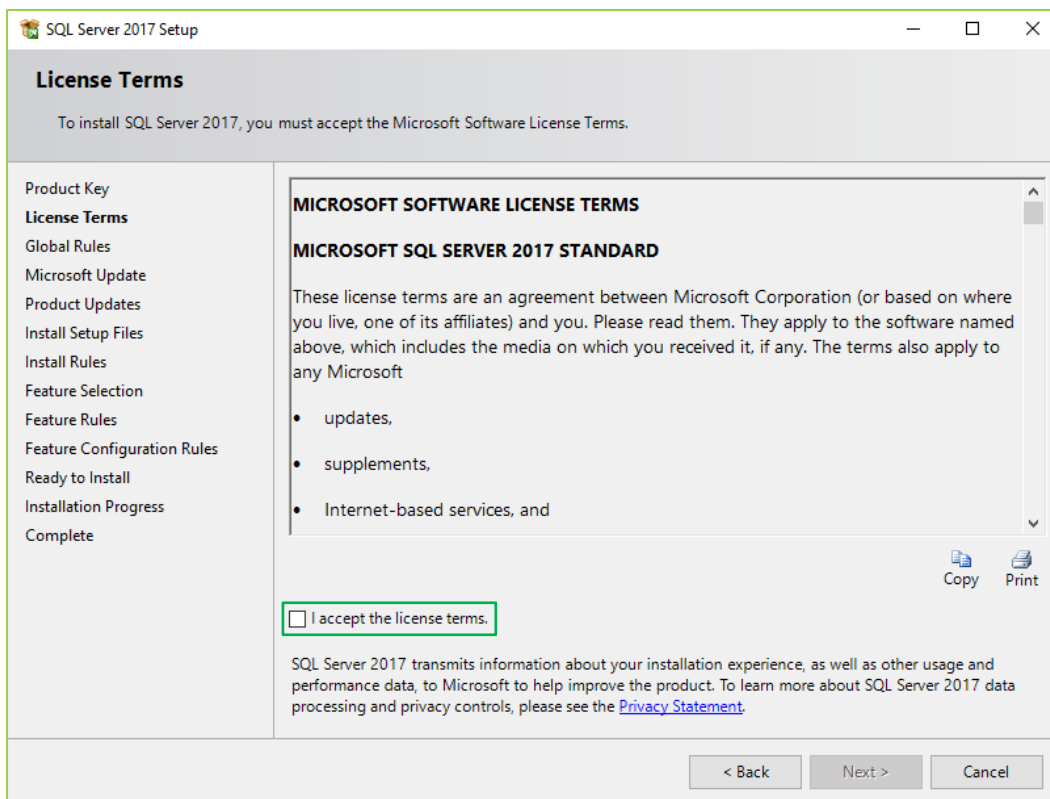 SQL Server 2017 Setup
License Terms
To install SQL Server 2017, you must accept the Microsoft Software License Terms.
Product Key
License Terms
Global Rules
Microsoft Update
Product Updates
Install Setup Files
Install Rules
Feature Selection
Feature Rules
Feature Configuration Rules
Ready to Install
Installation Progress
Complete
MICROSOFT SOFTWARE LICENSE TERMS
MICROSOFT SQL SERVER 2017 STANDARD
These license terms are an agreement between Microsoft Corporation (or based on where
you live, one of its affiliates) and you. Please read them. They apply to the software named
above, which includes the media on which you received it, if any. The terms also apply to
any Microsoft
• updates,
• supplements,
• Internet-based services, and
Copy Print
I accept the license terms.
SQL Server 2017 transmits information about your installation experience, as well as other usage and
performance data, to Microsoft to help improve the product. To learn more about SQL Server 2017 data
processing and privacy controls, please see the Privacy Statement.
< Back Next > Cancel